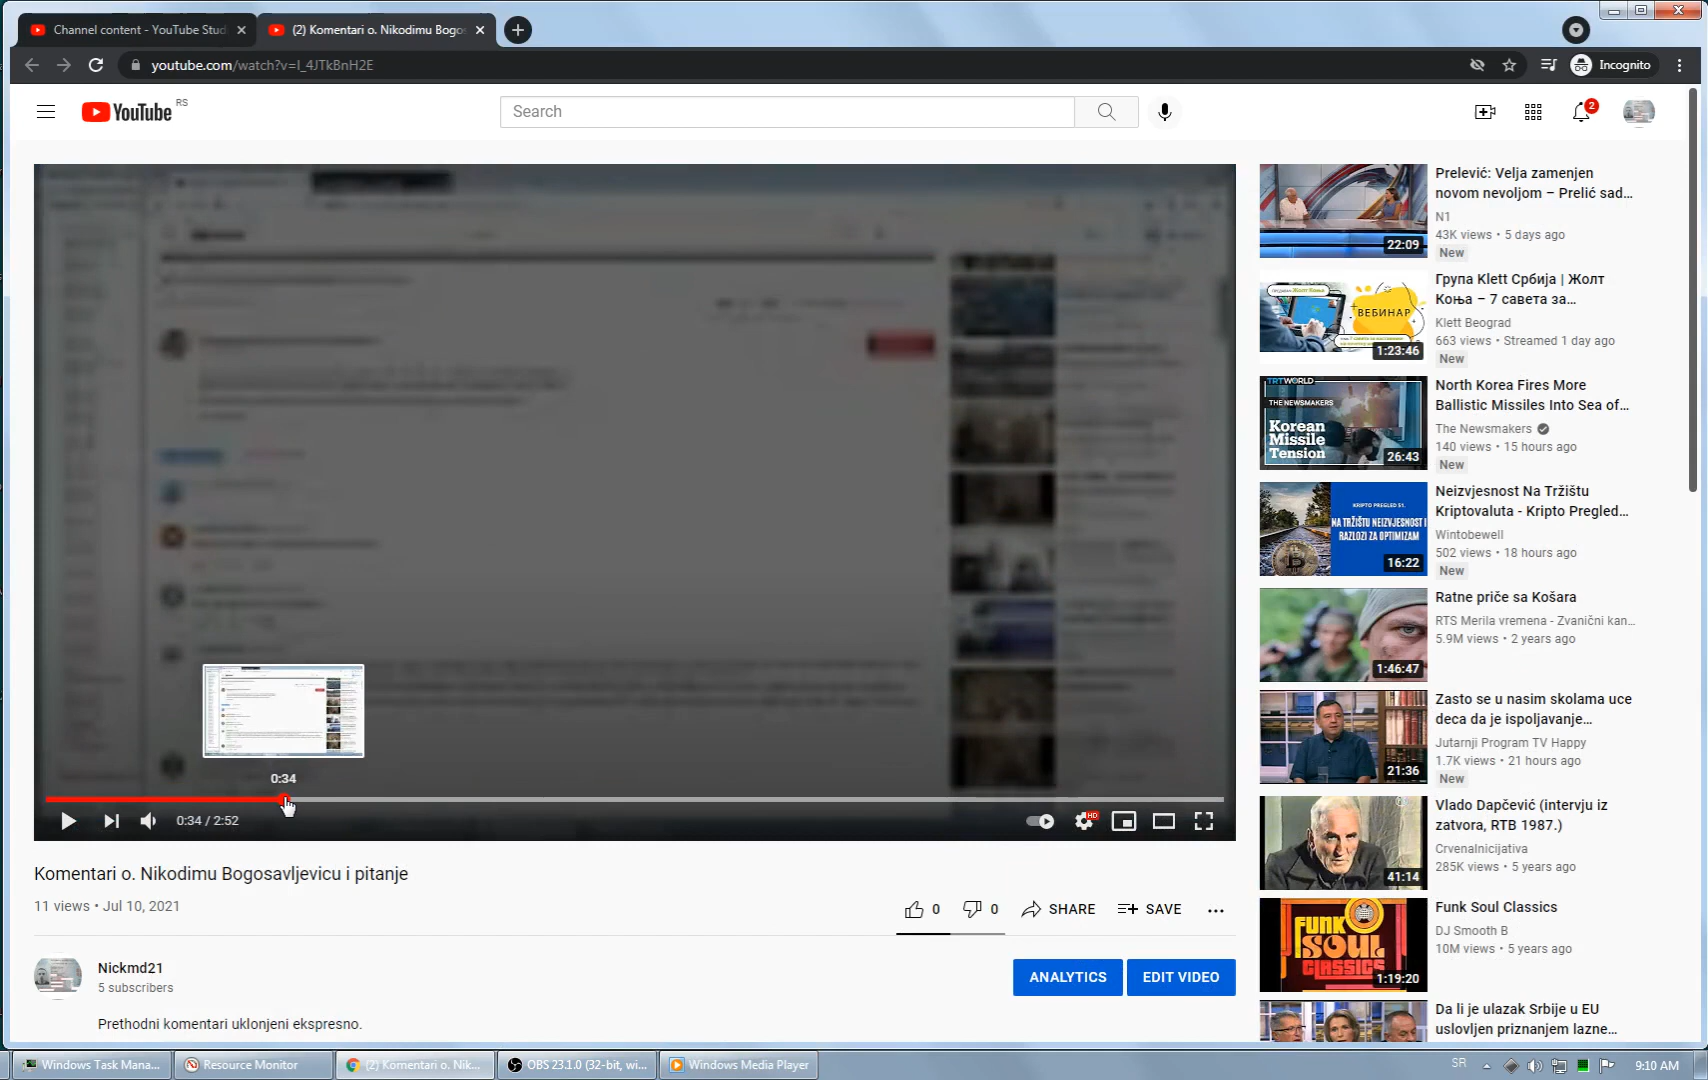 Channel content - YouTube Stud
(2) Komentari o. Nikodimu Bogos
youtube.com/watch?v=I_4JTkBnH2E
Incognito
YouTube RS
Search
2
0:34
0:34 / 2:52
HD
Komentari o. Nikodimu Bogosavljevicu i pitanje
11 views • Jul 10, 2021
0
0
SHARE
SAVE
Nickmd21
5 subscribers
ANALYTICS
EDIT VIDEO
Prethodni komentari uklonjeni ekspresno.
22:09
Prelević: Velja zamenjen
novom nevoljom – Prelić sad...
N1
43K views • 5 days ago
New
ВЕБИНАР
1:23:46
Група Klett Србија | Жолт
Коња – 7 савета за...
Klett Beograd
663 views • Streamed 1 day ago
New
TRTWORLD
THE NEWSMAKERS
Korean
Missile
Tension
26:43
North Korea Fires More
Ballistic Missiles Into Sea of...
The Newsmakers
140 views • 15 hours ago
New
KRIPTO PREGLED 51.
NA TRŽIŠTU NEIZVJESNOST I
RAZLOZI ZA OPTIMIZAM
16:22
Neizvjesnost Na Tržištu
Kriptovaluta - Kripto Pregled...
Wintobewell
502 views • 18 hours ago
New
1:46:47
Ratne priče sa Košara
RTS Merila vremena - Zvanični kan...
5.9M views • 2 years ago
21:36
Zasto se u nasim skolama uce
deca da je ispoljavanje...
Jutarnji Program TV Happy
1.7K views • 21 hours ago
New
41:14
Vlado Dapčević (intervju iz
zatvora, RTB 1987.)
CrvenaInicijativa
285K views • 5 years ago
FUNK
SOUL
CLASSICS
1:19:20
Funk Soul Classics
DJ Smooth B
10M views • 5 years ago
Da li je ulazak Srbije u EU
uslovljen priznanjem lazne...
Windows Task Mana...
Resource Monitor
(2) Komentari o. Nik...
OBS 23.1.0 (32-bit, wi...
Windows Media Player
SR
9:10 AM